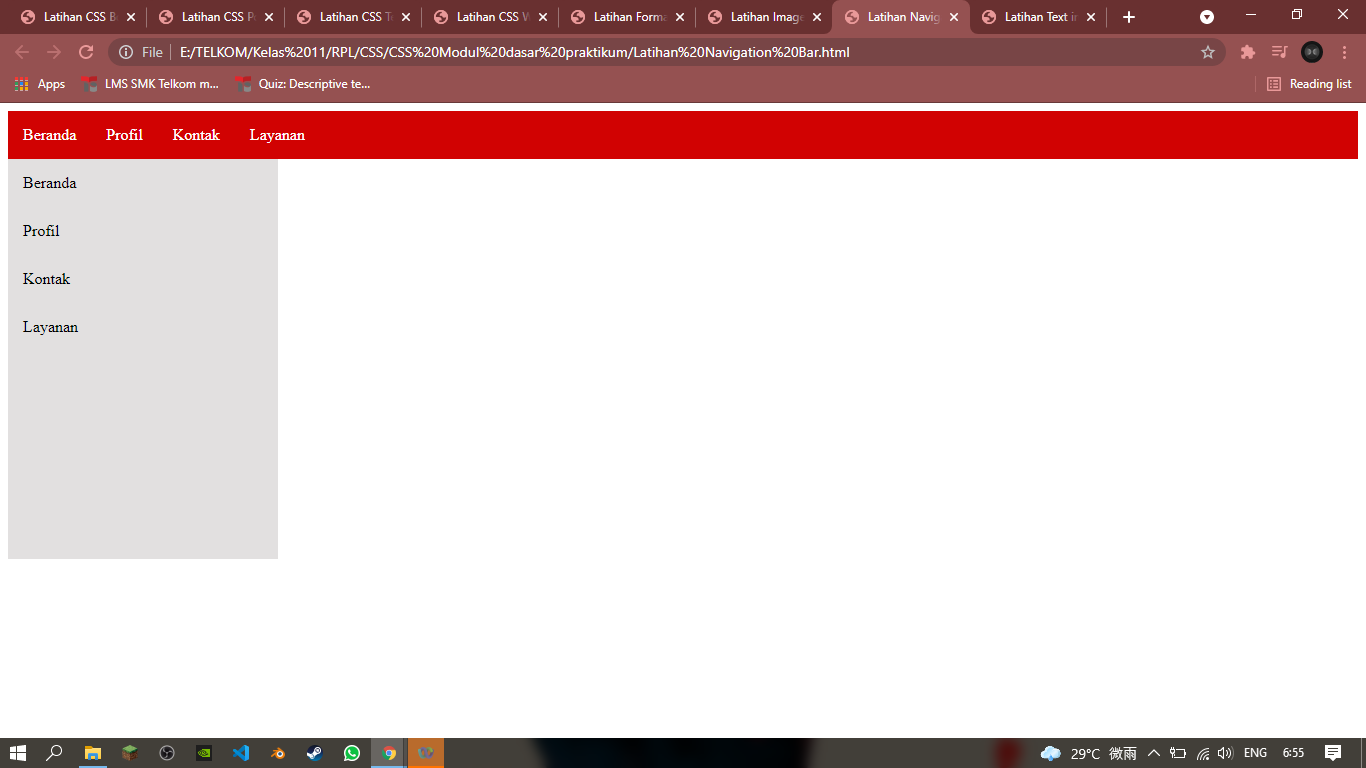 Latihan CSS B Latihan CSS P Latihan CSS T Latihan CSS Latihan Forma Latihan Image Latihan Navig Latihan Text i
File E:/TELKOM/Kelas%2011/RPL/CSS/CSS%20Modul%20dasar%20praktikum/Latihan%20Navigation%20Bar.html
Apps LMS SMK Telkom m... Quiz: Descriptive te... Reading list
Beranda Profil Kontak Layanan
Beranda
Profil
Kontak
Layanan
29°C 微雨 ENG 6:55